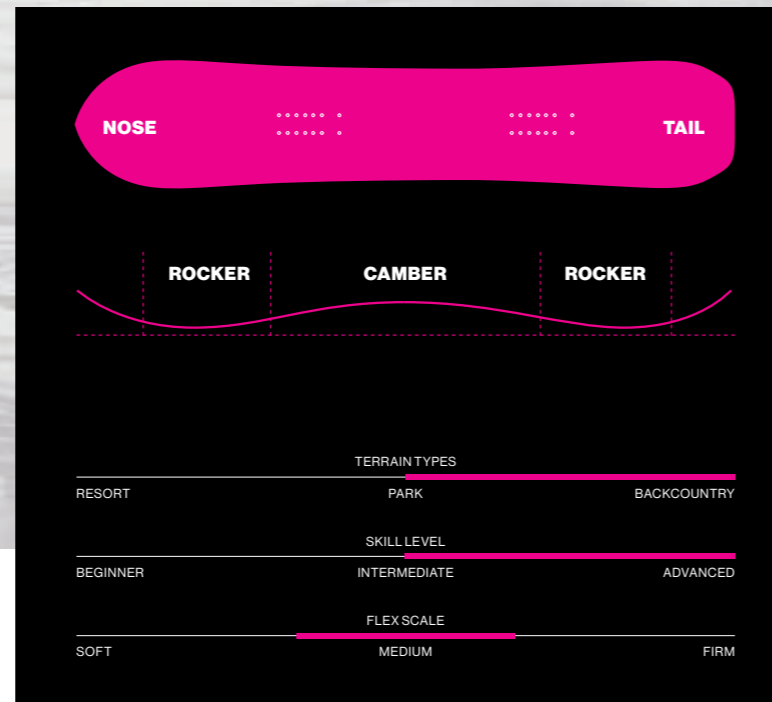 NOSE TAIL
ROCKER CAMBER ROCKER
TERRAIN TYPES
RESORT PARK BACKCOUNTRY
SKILL LEVEL
BEGINNER INTERMEDIATE ADVANCED
FLEX SCALE
SOFT MEDIUM FIRM